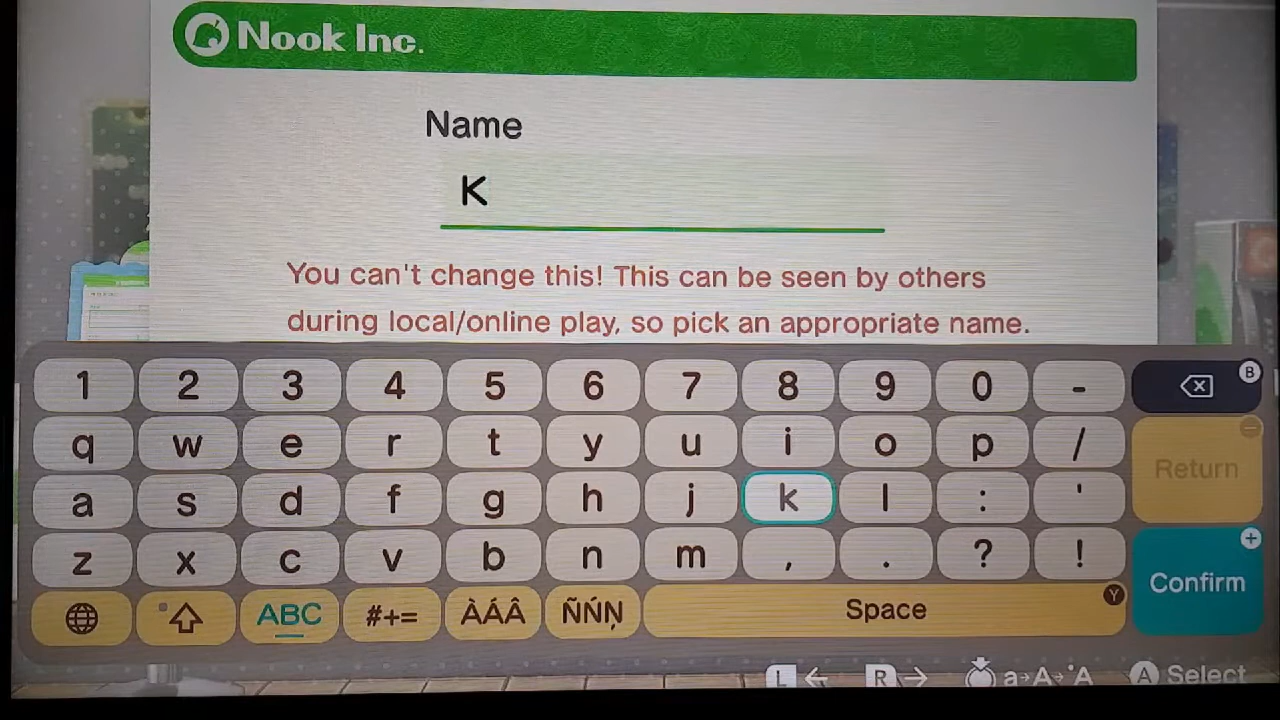 Nook Inc.
Name
K
You can't change this! This can be seen by others
during local/online play, so pick an appropriate name.
1 2 3 4 5 6 7 8 9 0 - B
q w e r t y u i o p / Return
a s d f g h j k l : '
z x c v b n m , . ? ! + Confirm
ABC #+= ÀÁÂ ÑŃŅ Space Y
L ← R → a→A→•A A Select